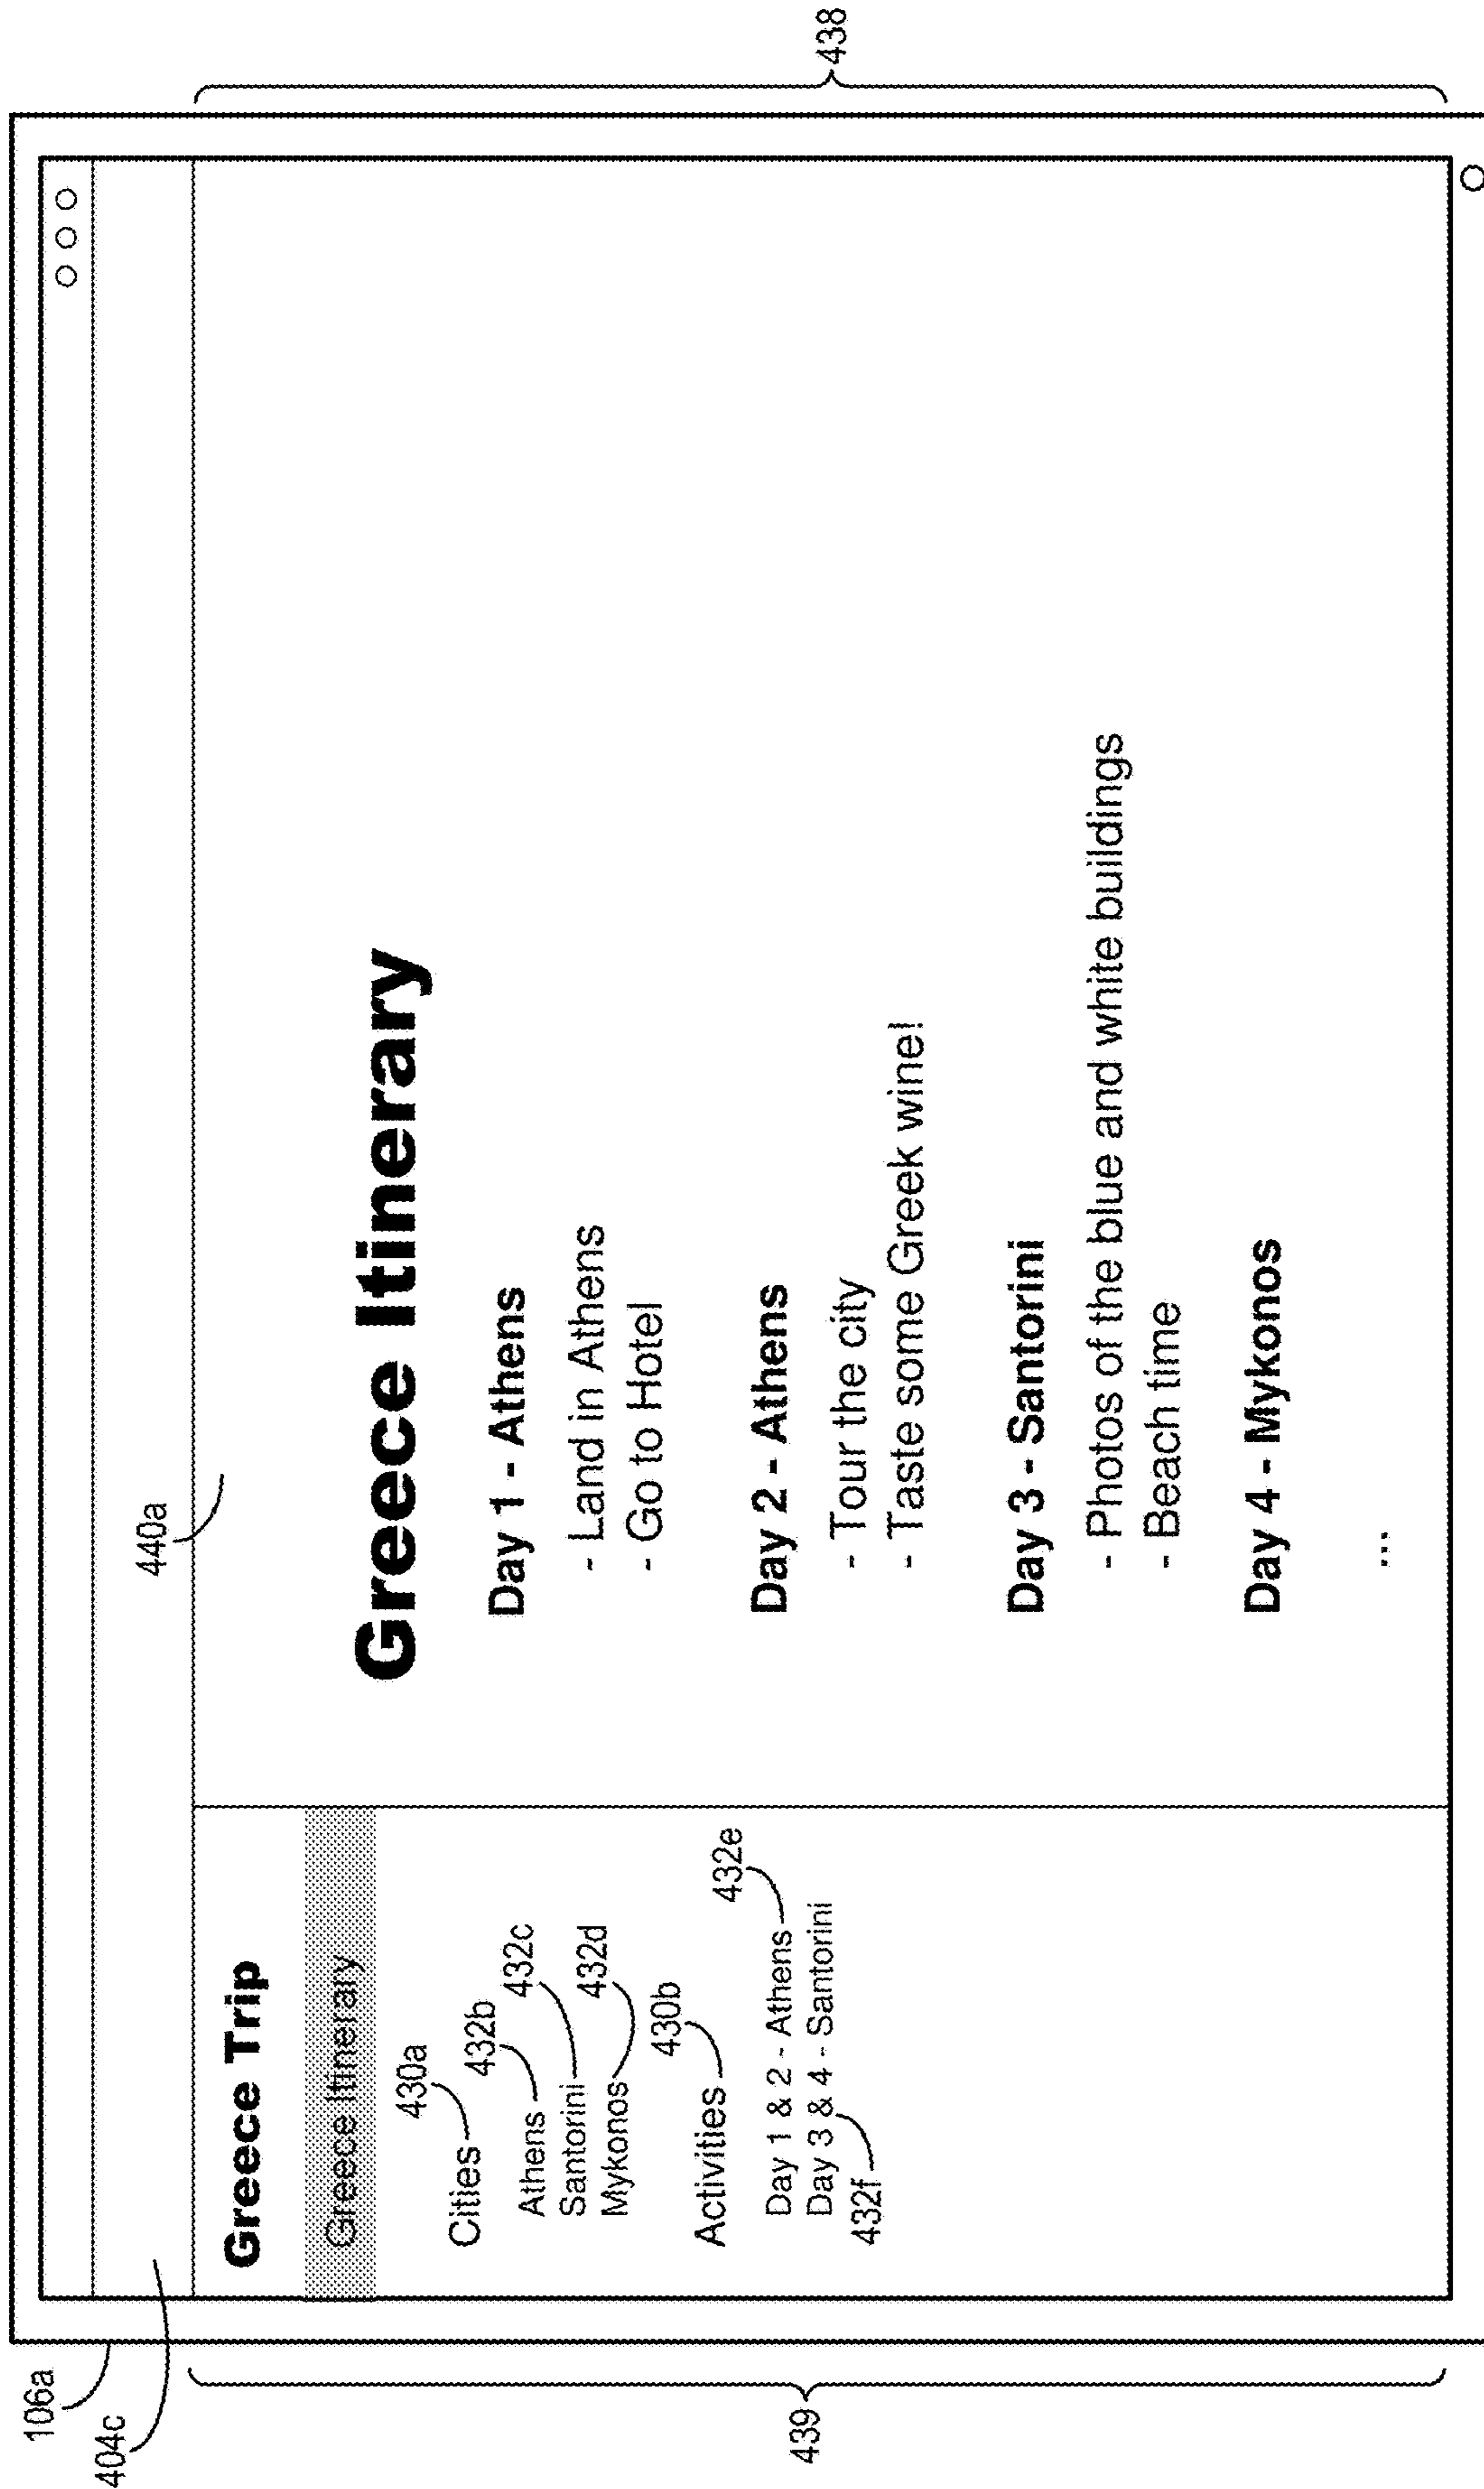 106a
404c
440a
Greece Trip
Greece Itinerary
Cities
430a
Athens
432b
Santorini
432c
Mykonos
432d
Activities
430b
Day 1 & 2 - Athens
432e
Day 3 & 4 - Santorini
432f
439
Greece Itinerary
Day 1 - Athens
- Land in Athens
- Go to Hotel
Day 2 - Athens
- Tour the city
- Taste some Greek wine!
Day 3 - Santorini
- Photos of the blue and white buildings
- Beach time
Day 4 - Mykonos
...
438